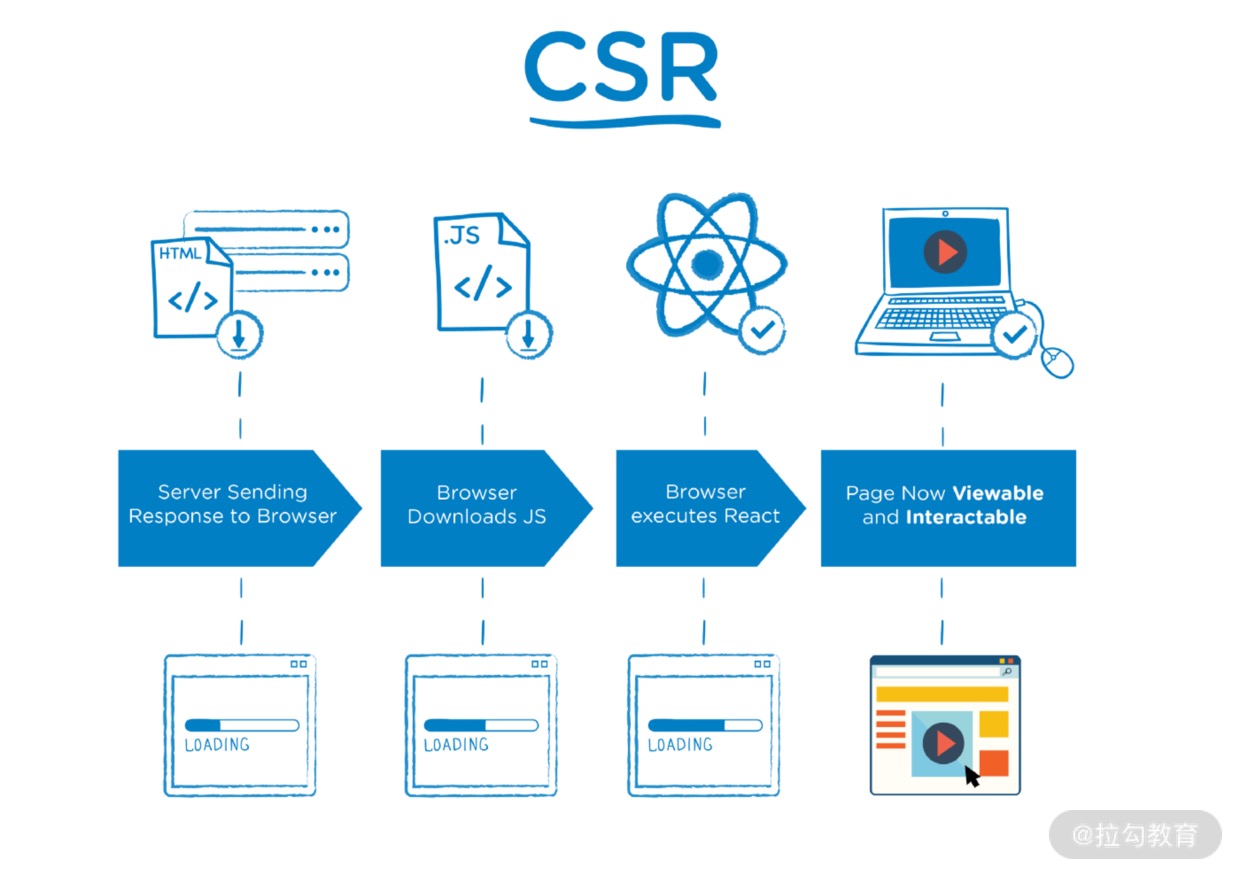 CSR
HTML
</>
.JS
</>
Server Sending
Response to Browser
Browser
Downloads JS
Browser
executes React
Page Now Viewable
and Interactable
LOADING
LOADING
LOADING
@拉勾教育